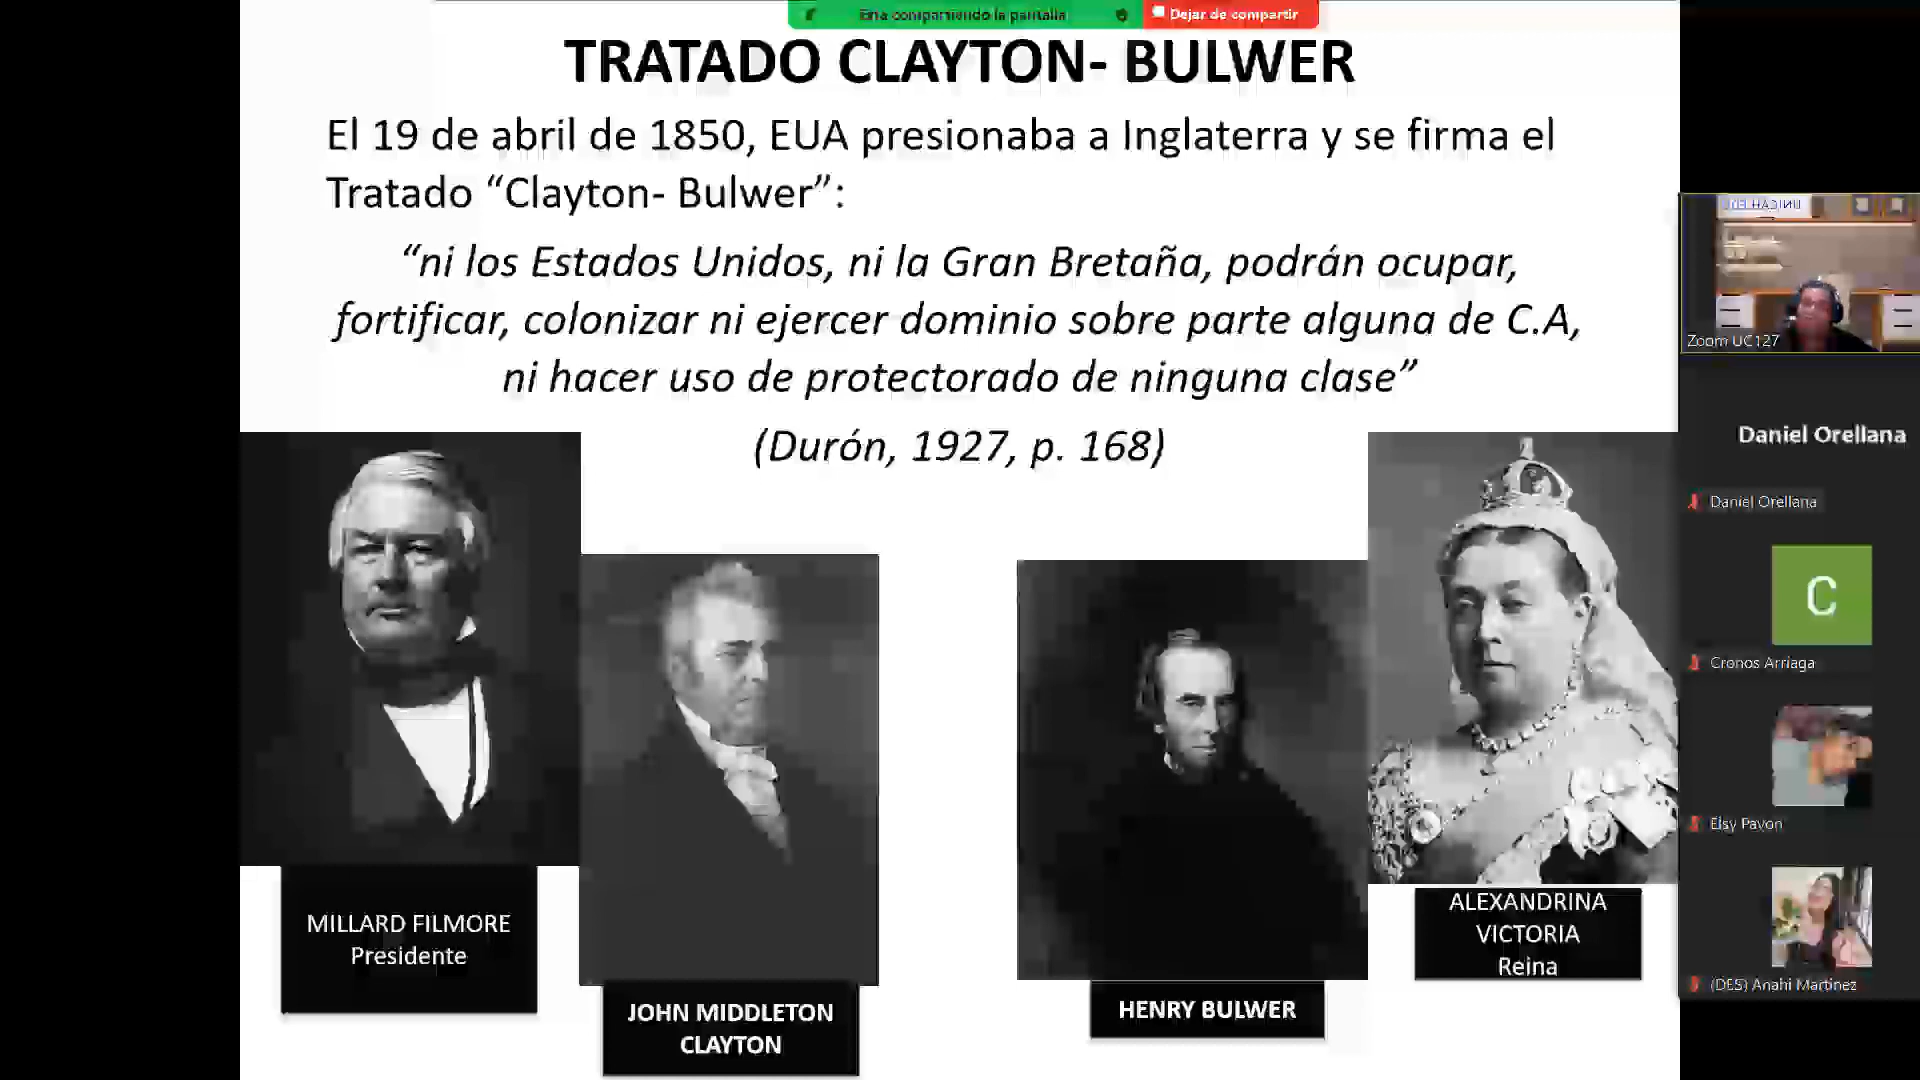 Está compartiendo la pantalla
Dejar de compartir
TRATADO CLAYTON- BULWER
El 19 de abril de 1850, EUA presionaba a Inglaterra y se firma el
Tratado “Clayton- Bulwer”:
“ni los Estados Unidos, ni la Gran Bretaña, podrán ocupar,
fortificar, colonizar ni ejercer dominio sobre parte alguna de C.A,
ni hacer uso de protectorado de ninguna clase”
(Durón, 1927, p. 168)
MILLARD FILMORE
Presidente
JOHN MIDDLETON
CLAYTON
HENRY BULWER
ALEXANDRINA
VICTORIA
Reina
Zoom UC127
Daniel Orellana
Daniel Orellana
C
Cronos Arriaga
Elsy Pavon
(DES) Anahi Martinez